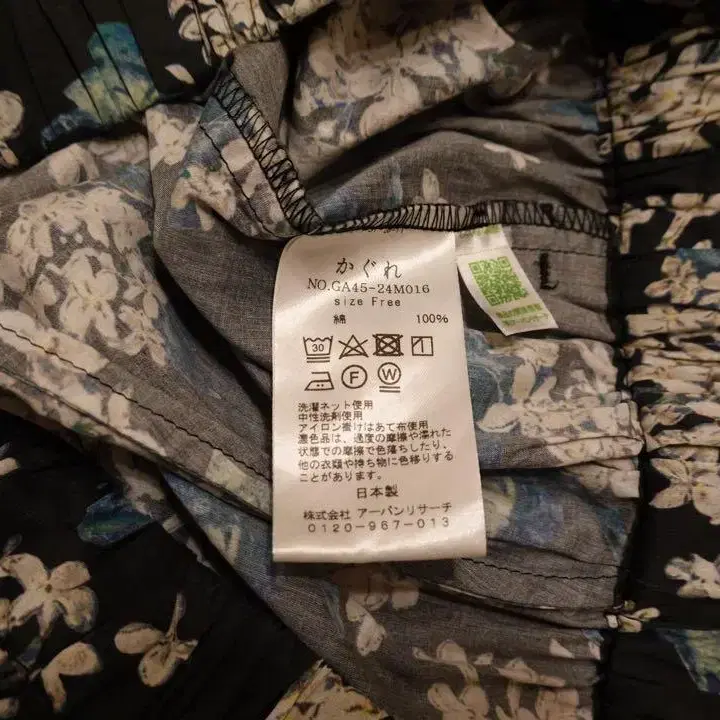 かぐれ
NO.GA45-24M016
size Free
綿 100%
30
F W
洗濯ネット使用
中性洗剤使用
アイロン掛けはあて布使用
濃色品は、過度の摩擦や濡れた
状態での摩擦で色落ちしたり、
他の衣類や持ち物に色移りする
ことがあります。
日本製
株式会社 アーバンリサーチ
0120-967-013
L